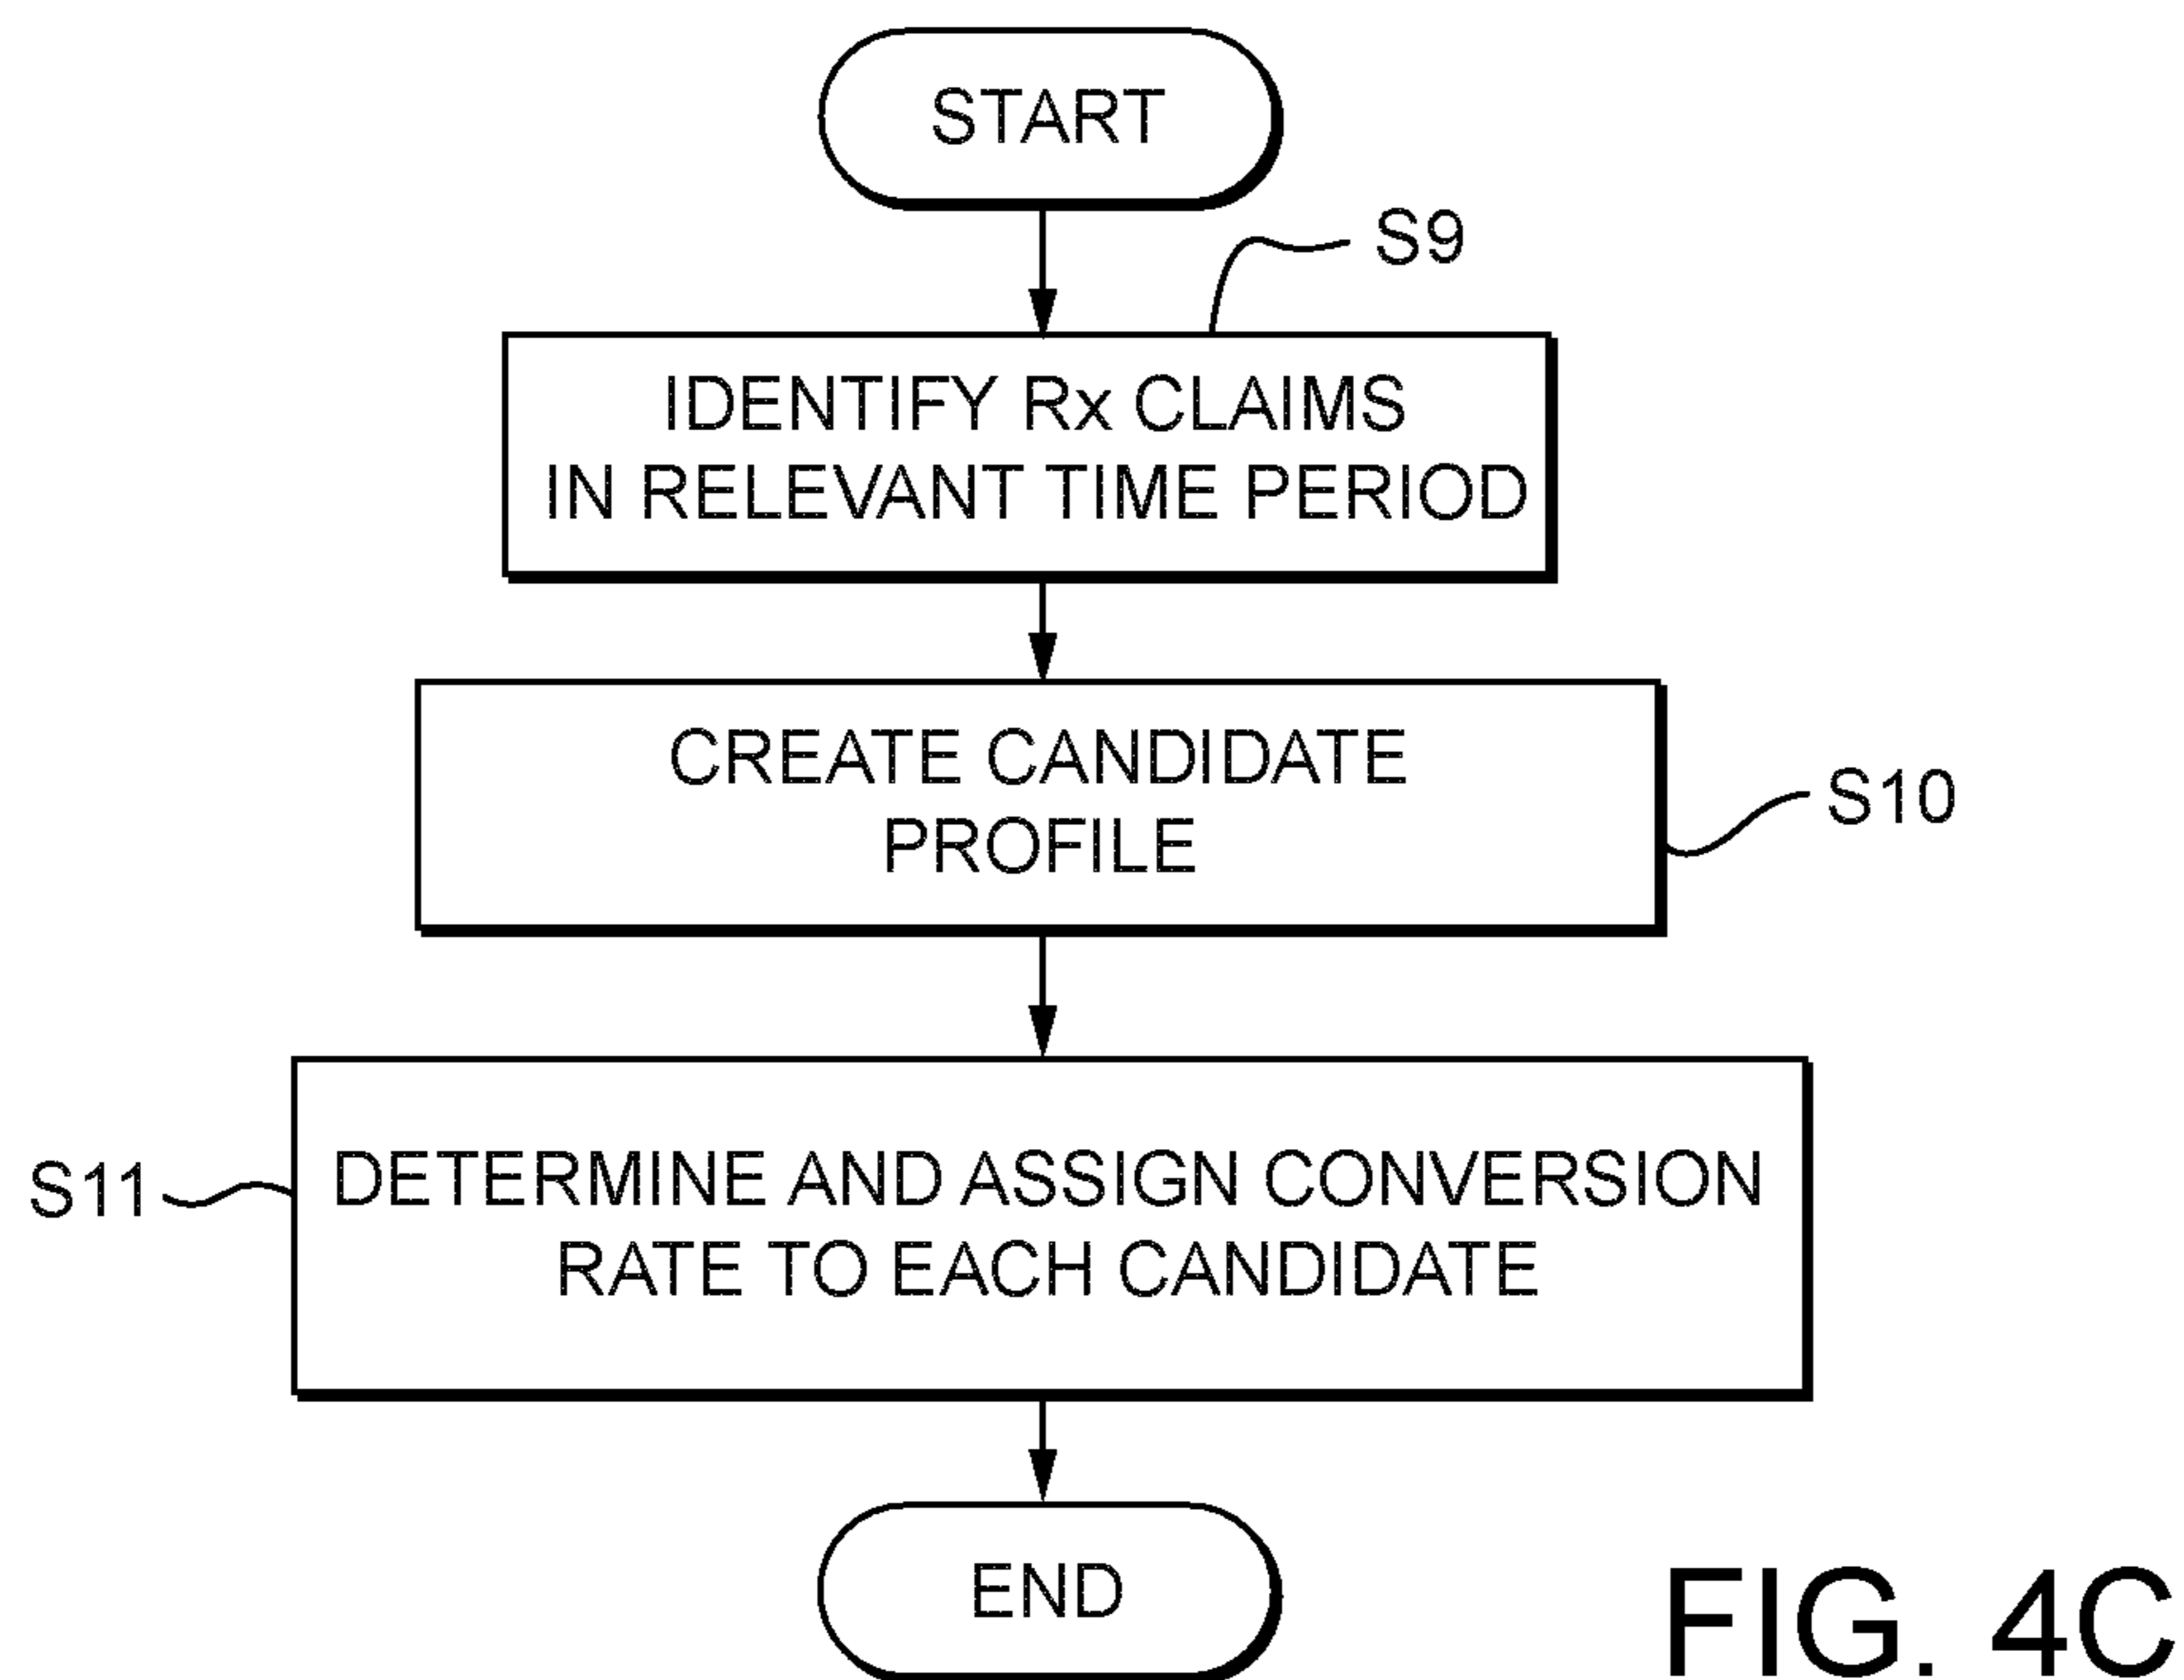 START
S9
IDENTIFY Rx CLAIMS
IN RELEVANT TIME PERIOD
CREATE CANDIDATE
PROFILE
S10
S11
DETERMINE AND ASSIGN CONVERSION
RATE TO EACH CANDIDATE
END
FIG. 4C